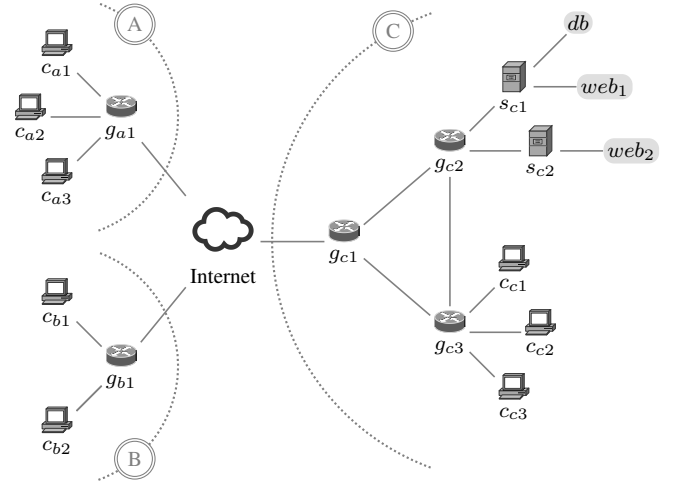 A
C
db
c_{a1}
web_1
s_{c1}
c_{a2}
g_{a1}
web_2
g_{c2}
s_{c2}
c_{a3}
g_{c1}
Internet
c_{c1}
c_{b1}
g_{c3}
c_{c2}
g_{b1}
c_{c3}
c_{b2}
B